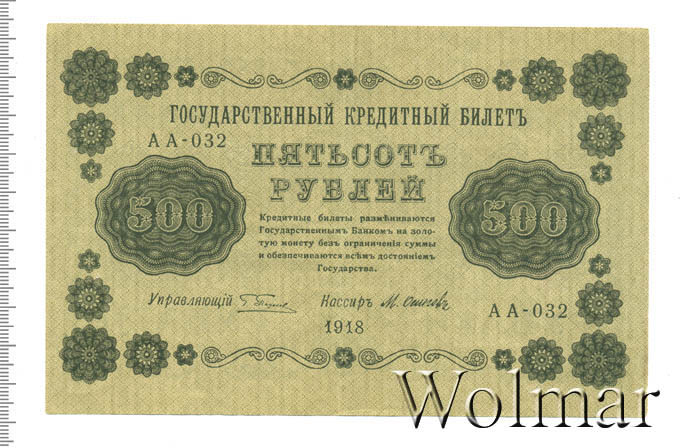 ГОСУДАРСТВЕННЫЙ КРЕДИТНЫЙ БИЛЕТЪ
АА-032
ПЯТЬСОТЪ
РУБЛЕЙ
500
500
Кредитные билеты размѣниваются
Государственнымъ Банкомъ на золо-
тую монету безъ ограниченія суммы
и обезпечиваются всѣмъ достояніемъ
Государства.
Управляющій
Кассиръ
1918
АА-032
Wolmar